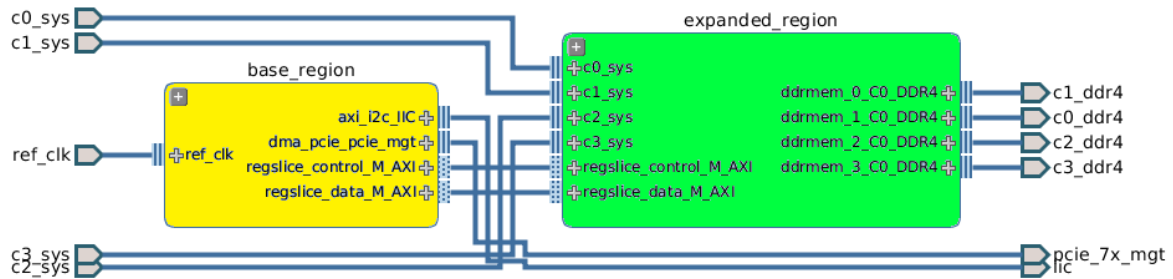 c0_sys
c1_sys
expanded_region
base_region
c0_sys
c1_sys
ddrmem_0_C0_DDR4
c1_ddr4
axi_i2c_IIC
c2_sys
ddrmem_1_C0_DDR4
c0_ddr4
dma_pcie_pcie_mgt
c3_sys
ddrmem_2_C0_DDR4
c2_ddr4
ref_clk
ref_clk
regslice_control_M_AXI
regslice_control_M_AXI
ddrmem_3_C0_DDR4
c3_ddr4
regslice_data_M_AXI
regslice_data_M_AXI
c3_sys
c2_sys
pcie_7x_mgt